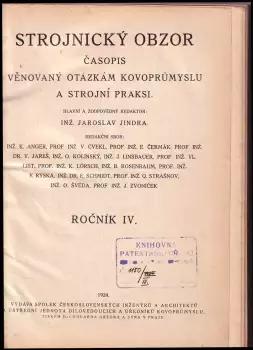 STROJNICKÝ OBZOR
ČASOPIS
VĚNOVANÝ OTÁZKÁM KOVOPRŮMYSLU
A STROJNÍ PRAKSI.
HLAVNÍ A ZODPOVĚDNÝ REDAKTOR:
INŽ. JAROSLAV JINDRA.
REDAKČNÍ SBOR:
INŽ. K. ANGER, PROF. INŽ. V. CVEKL, PROF. INŽ. E. ČERMÁK, PROF. INŽ.
DR. V. JAREŠ, INŽ. O. KOLINSKÝ, INŽ. J. LINSBAUER, PROF. INŽ. VL.
LIST, PROF. INŽ. K. LÖRSCH, INŽ. B. ROSENBAUM, PROF. INŽ.
V. RYSKA, INŽ. DR. E. SCHMIDT, PROF. INŽ. G. STRAŠNOV,
INŽ. O. ŠVÉDA, PROF. INŽ. J. ZVONÍČEK
ROČNÍK IV.
KNIHOVNA
1924.
VYDÁVÁ SPOLEK ČESKOSLOVENSKÝCH INŽENÝRŮ A ARCHITEKTŮ
ÚSTŘEDNÍ JEDNOTA DÍLOVEDOUCÍCH A ÚŘEDNÍKŮ KOVOPRŮMYSLU.